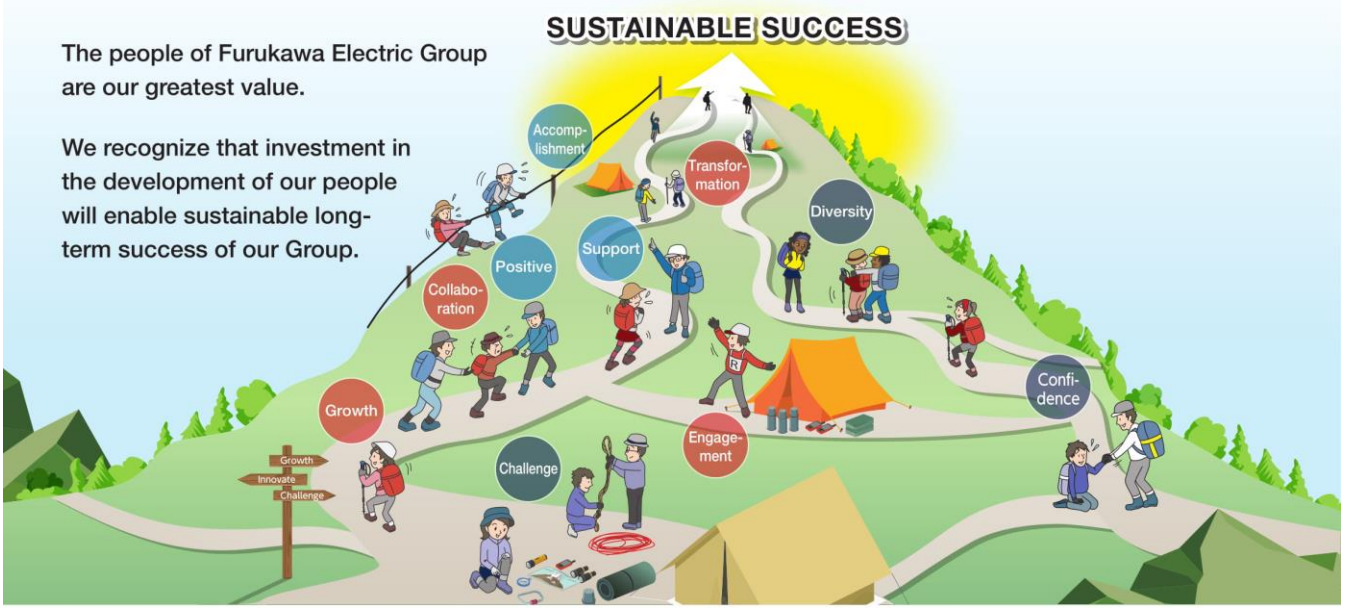 SUSTAINABLE SUCCESS
The people of Furukawa Electric Group
are our greatest value.
We recognize that investment in
the development of our people
will enable sustainable long-
term success of our Group.
Accomp-
lishment
Transfor-
mation
Diversity
Support
Positive
Collabo-
ration
Confi-
dence
Growth
R
Engage-
ment
Challenge
Growth
Innovate
Challenge